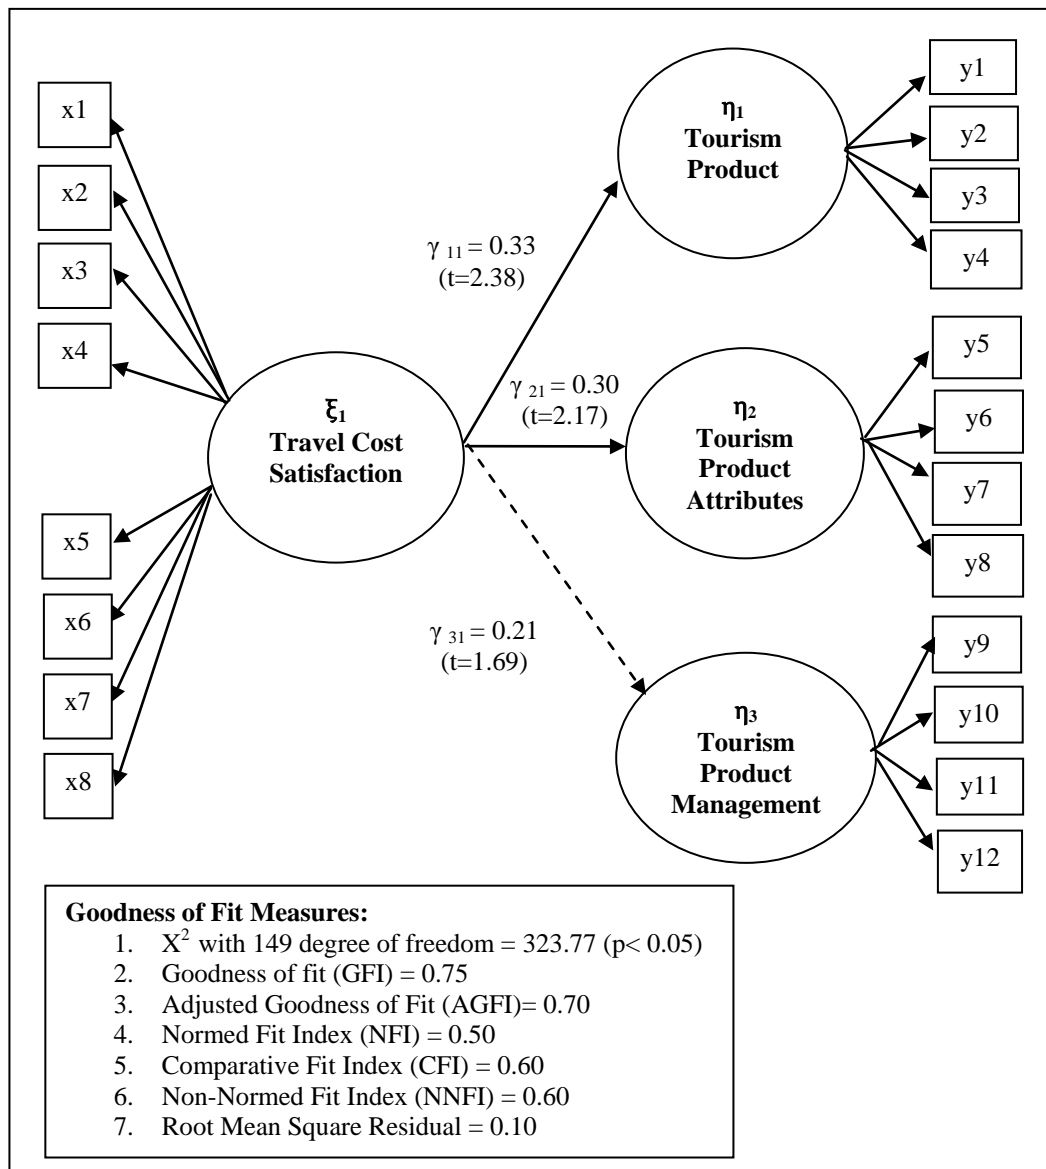 x1
x2
x3
x4
x5
x6
x7
x8
ξ1
Travel Cost
Satisfaction
γ 11 = 0.33
(t=2.38)
γ 21 = 0.30
(t=2.17)
γ 31 = 0.21
(t=1.69)
η1
Tourism
Product
η2
Tourism
Product
Attributes
η3
Tourism
Product
Management
y1
y2
y3
y4
y5
y6
y7
y8
y9
y10
y11
y12
Goodness of Fit Measures:
1. X² with 149 degree of freedom = 323.77 (p< 0.05)
2. Goodness of fit (GFI) = 0.75
3. Adjusted Goodness of Fit (AGFI)= 0.70
4. Normed Fit Index (NFI) = 0.50
5. Comparative Fit Index (CFI) = 0.60
6. Non-Normed Fit Index (NNFI) = 0.60
7. Root Mean Square Residual = 0.10